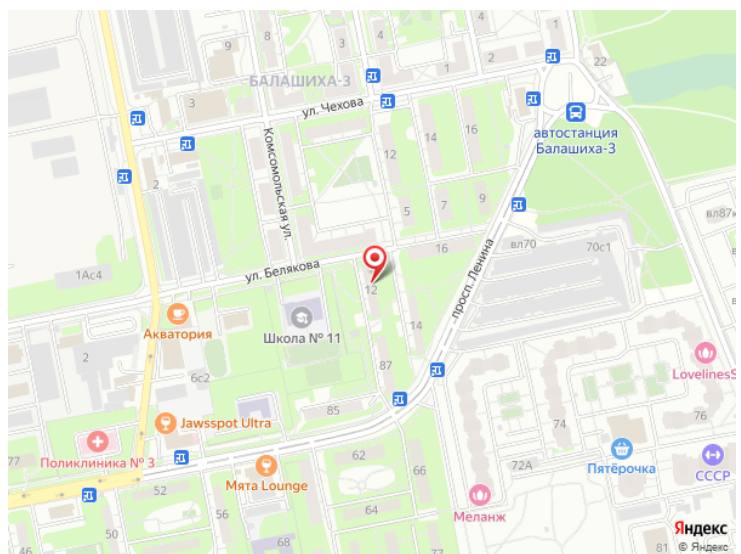 9
8
4
4
1
22
БАЛАШИХА-3
1
2
3
ул. Чехова
автостанция
Балашиха-3
Комсомольская ул.
2
12
14
16
5
7
9
16
вл70
70с1
вл87к
1Ас4
ул. Белякова
12
просп. Ленина
Акватория
Школа № 11
14
2
6с2
87
LovelinesS
85
Jawsspot Ultra
74
76
77
Поликлиника № 3
62
66
72А
Пятёрочка
СССР
52
Мята Lounge
54
64
Меланж
50
68
77
81
Яндекс
© Яндекс